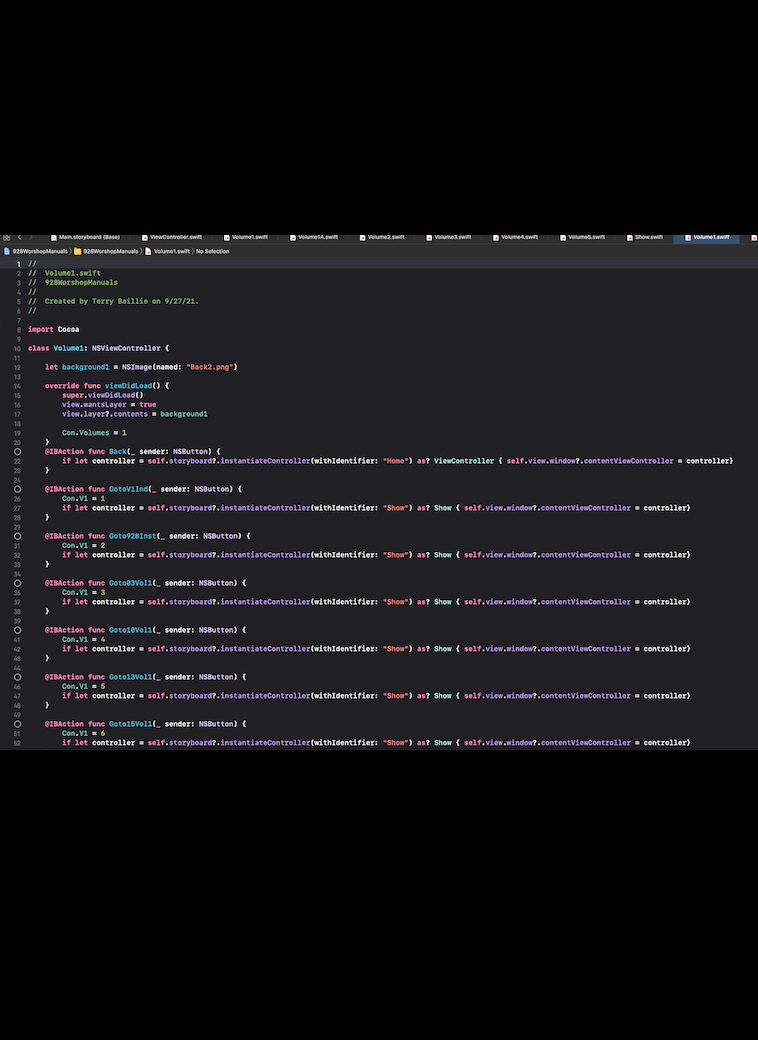 Main.storyboard (Base) ViewController.swift Volume1.swift Volume1A.swift Volume2.swift Volume3.swift Volume4.swift Volume5.swift Show.swift Volume1.swift
928WorshopManuals 〉 928WorshopManuals 〉 Volume1.swift 〉 No Selection
1 //
2 //  Volume1.swift
3 //  928WorshopManuals
4 //
5 //  Created by Terry Baillie on 9/27/21.
6 //
7
8 import Cocoa
9
10 class Volume1: NSViewController {
11
12     let background1 = NSImage(named: "Back2.png")
13
14     override func viewDidLoad() {
15         super.viewDidLoad()
16         view.wantsLayer = true
17         view.layer?.contents = background1
18
19         Con.Volumes = 1
20     }
@IBAction func Back(_ sender: NSButton) {
22         if let controller = self.storyboard?.instantiateController(withIdentifier: "Home") as? ViewController { self.view.window?.contentViewController = controller}
23     }
24
@IBAction func GotoV1Ind(_ sender: NSButton) {
26         Con.V1 = 1
27         if let controller = self.storyboard?.instantiateController(withIdentifier: "Show") as? Show { self.view.window?.contentViewController = controller}
28     }
29
@IBAction func Goto928Inst(_ sender: NSButton) {
31         Con.V1 = 2
32         if let controller = self.storyboard?.instantiateController(withIdentifier: "Show") as? Show { self.view.window?.contentViewController = controller}
33     }
34
@IBAction func Goto03Vol1(_ sender: NSButton) {
36         Con.V1 = 3
37         if let controller = self.storyboard?.instantiateController(withIdentifier: "Show") as? Show { self.view.window?.contentViewController = controller}
38     }
39
@IBAction func Goto10Vol1(_ sender: NSButton) {
41         Con.V1 = 4
42         if let controller = self.storyboard?.instantiateController(withIdentifier: "Show") as? Show { self.view.window?.contentViewController = controller}
43     }
44
@IBAction func Goto13Vol1(_ sender: NSButton) {
46         Con.V1 = 5
47         if let controller = self.storyboard?.instantiateController(withIdentifier: "Show") as? Show { self.view.window?.contentViewController = controller}
48     }
49
@IBAction func Goto15Vol1(_ sender: NSButton) {
51         Con.V1 = 6
52         if let controller = self.storyboard?.instantiateController(withIdentifier: "Show") as? Show { self.view.window?.contentViewController = controller}